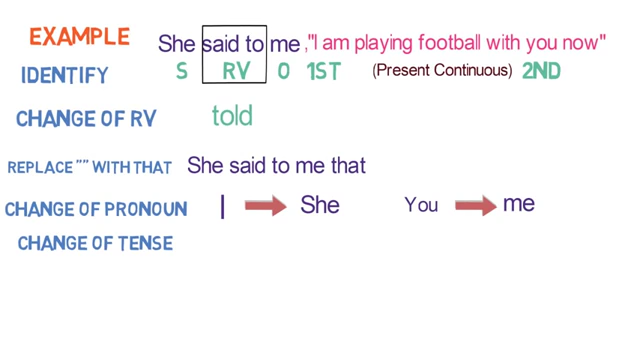 EXAMPLE She said to me ,"I am playing football with you now"
IDENTIFY S RV O 1ST (Present Continuous) 2ND
CHANGE OF RV told
REPLACE "" WITH THAT She said to me that
CHANGE OF PRONOUN I She You me
CHANGE OF TENSE